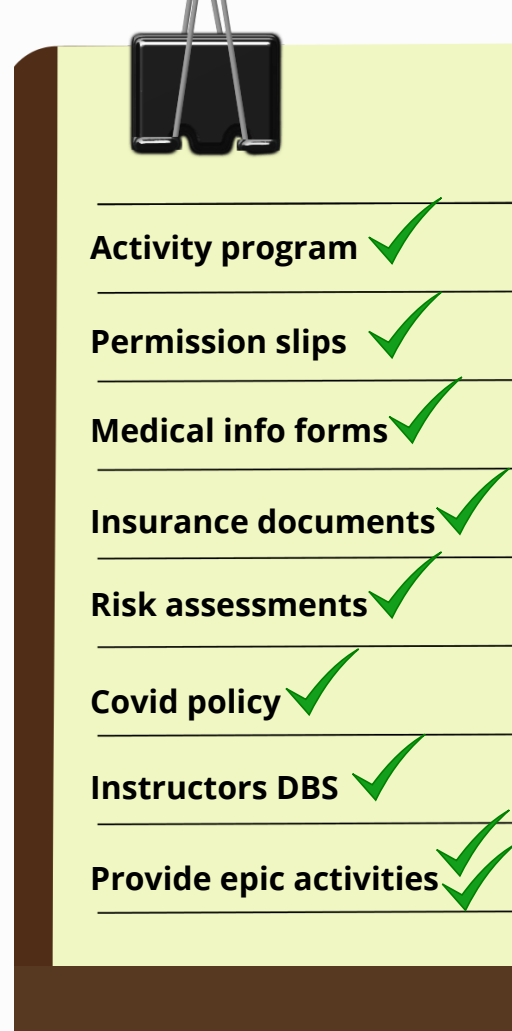 Activity program
Permission slips
Medical info forms
Insurance documents
Risk assessments
Covid policy
Instructors DBS
Provide epic activities